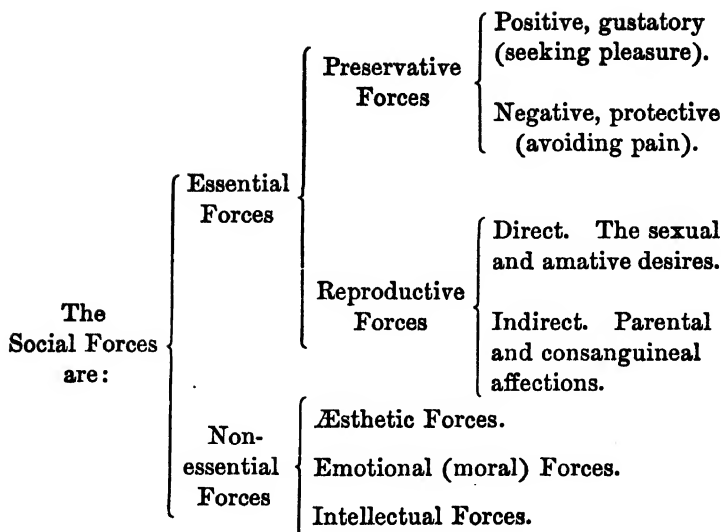 The
Social Forces
are:
Essential
Forces
Preservative
Forces
Positive, gustatory
(seeking pleasure).
Negative, protective
(avoiding pain).
Reproductive
Forces
Direct. The sexual
and amative desires.
Indirect. Parental
and consanguineal
affections.
Non-
essential
Forces
Æsthetic Forces.
Emotional (moral) Forces.
Intellectual Forces.